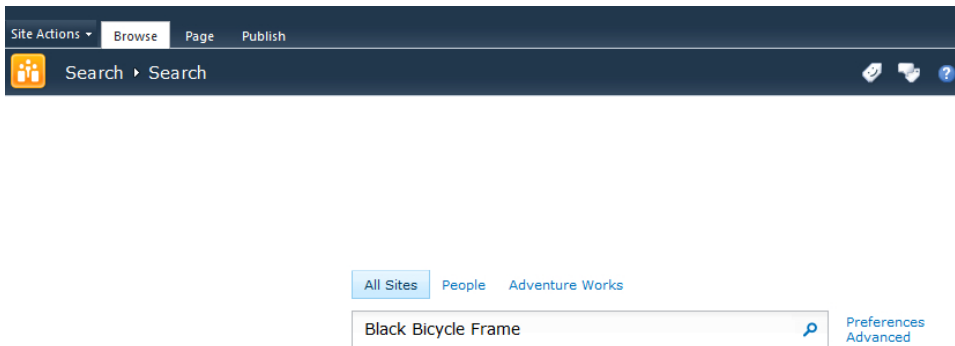 Site Actions Browse Page Publish
Search Search
?
All Sites People Adventure Works
Black Bicycle Frame
Preferences
Advanced